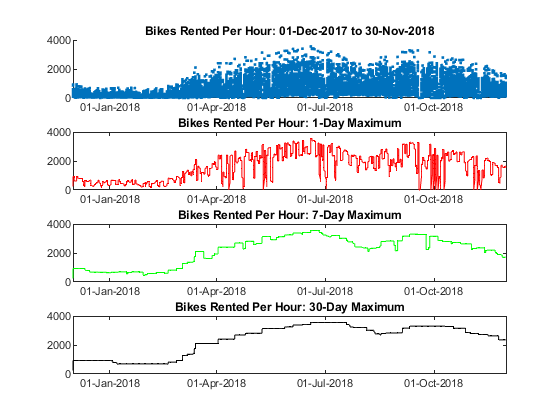 Bikes Rented Per Hour: 01-Dec-2017 to 30-Nov-2018
4000
2000
0
01-Jan-2018 01-Apr-2018 01-Jul-2018 01-Oct-2018
Bikes Rented Per Hour: 1-Day Maximum
4000
2000
0
01-Jan-2018 01-Apr-2018 01-Jul-2018 01-Oct-2018
Bikes Rented Per Hour: 7-Day Maximum
4000
2000
0
01-Jan-2018 01-Apr-2018 01-Jul-2018 01-Oct-2018
Bikes Rented Per Hour: 30-Day Maximum
4000
2000
0
01-Jan-2018 01-Apr-2018 01-Jul-2018 01-Oct-2018